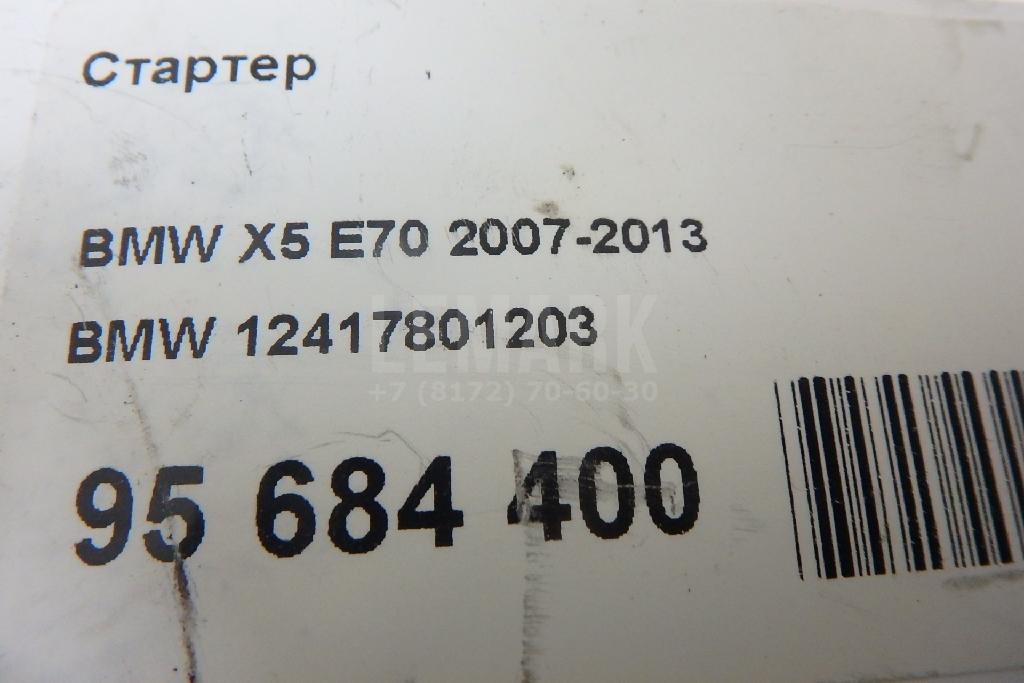 Стартер
BMW X5 E70 2007-2013
BMW 12417801203
LEMARK
+7 (8172) 70-60-30
95 684 400